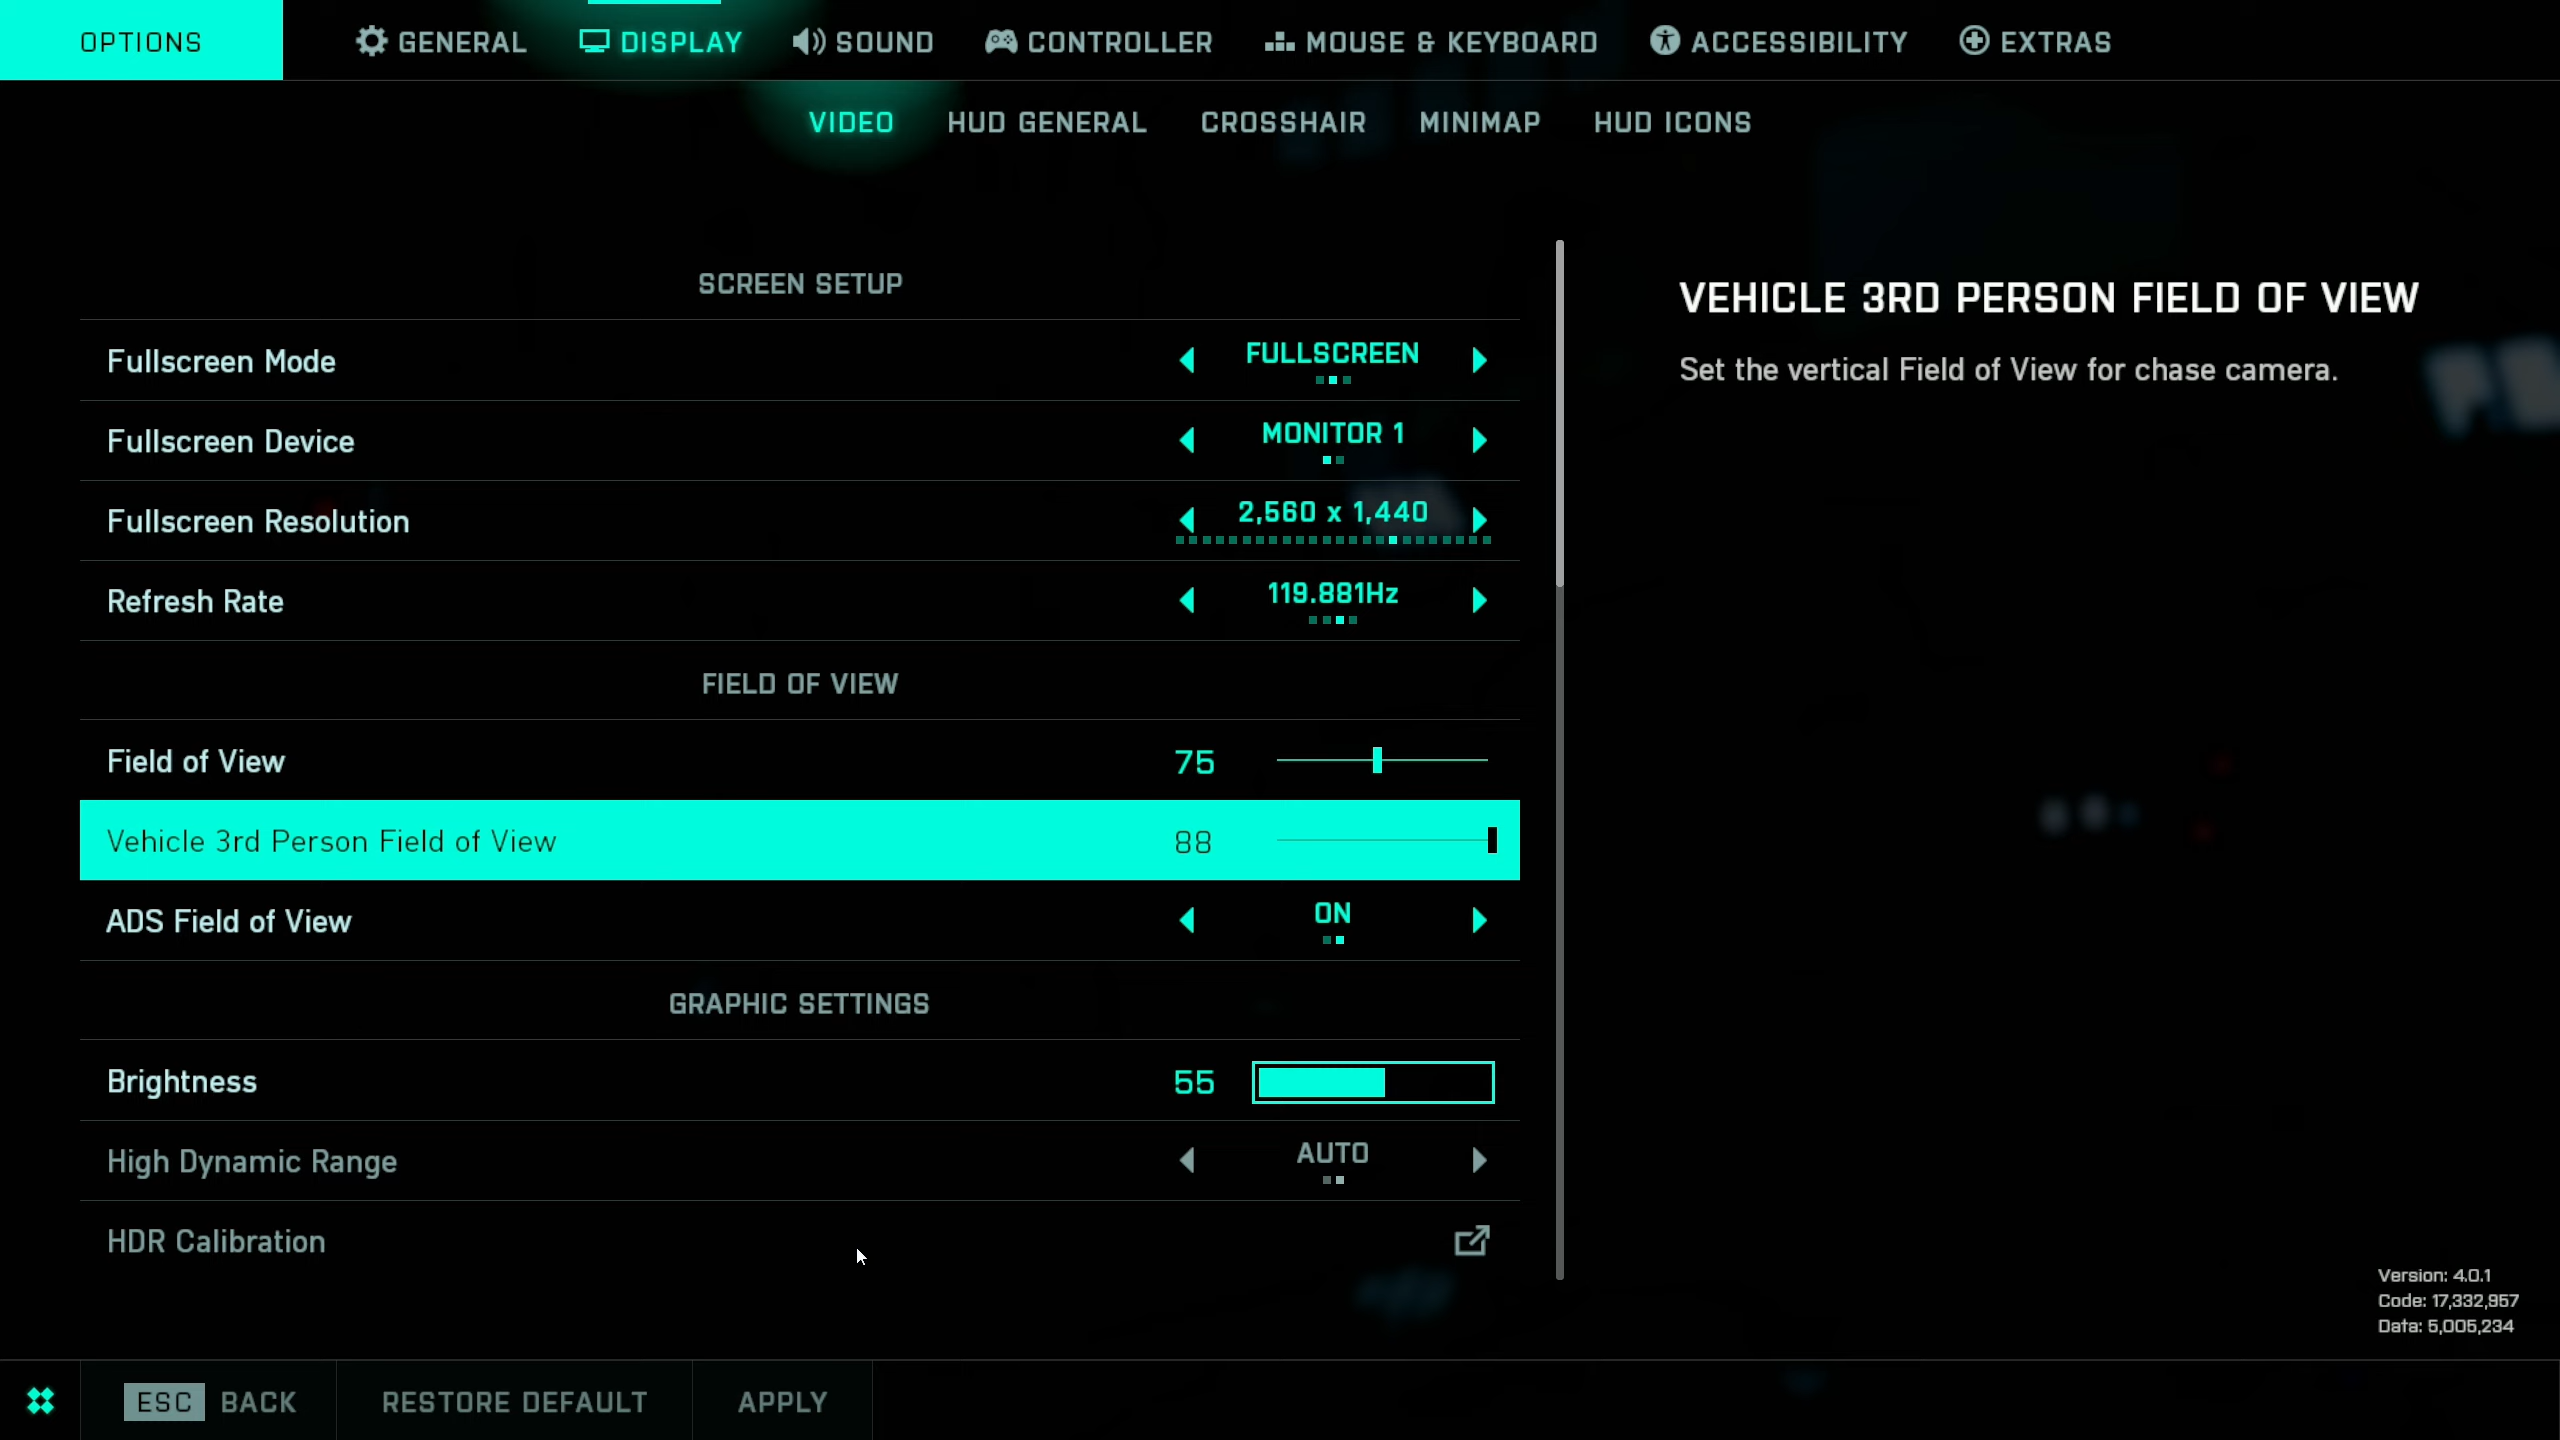 OPTIONS
GENERAL
DISPLAY
SOUND
CONTROLLER
MOUSE & KEYBOARD
ACCESSIBILITY
EXTRAS
VIDEO
HUD GENERAL
CROSSHAIR
MINIMAP
HUD ICONS
SCREEN SETUP
Fullscreen Mode
FULLSCREEN
Fullscreen Device
MONITOR 1
Fullscreen Resolution
2,560 x 1,440
Refresh Rate
119.881Hz
FIELD OF VIEW
Field of View
75
Vehicle 3rd Person Field of View
88
ADS Field of View
ON
GRAPHIC SETTINGS
Brightness
55
High Dynamic Range
AUTO
HDR Calibration
VEHICLE 3RD PERSON FIELD OF VIEW
Set the vertical Field of View for chase camera.
Version: 4.0.1
Code: 17,332,957
Data: 5,005,234
ESC BACK
RESTORE DEFAULT
APPLY